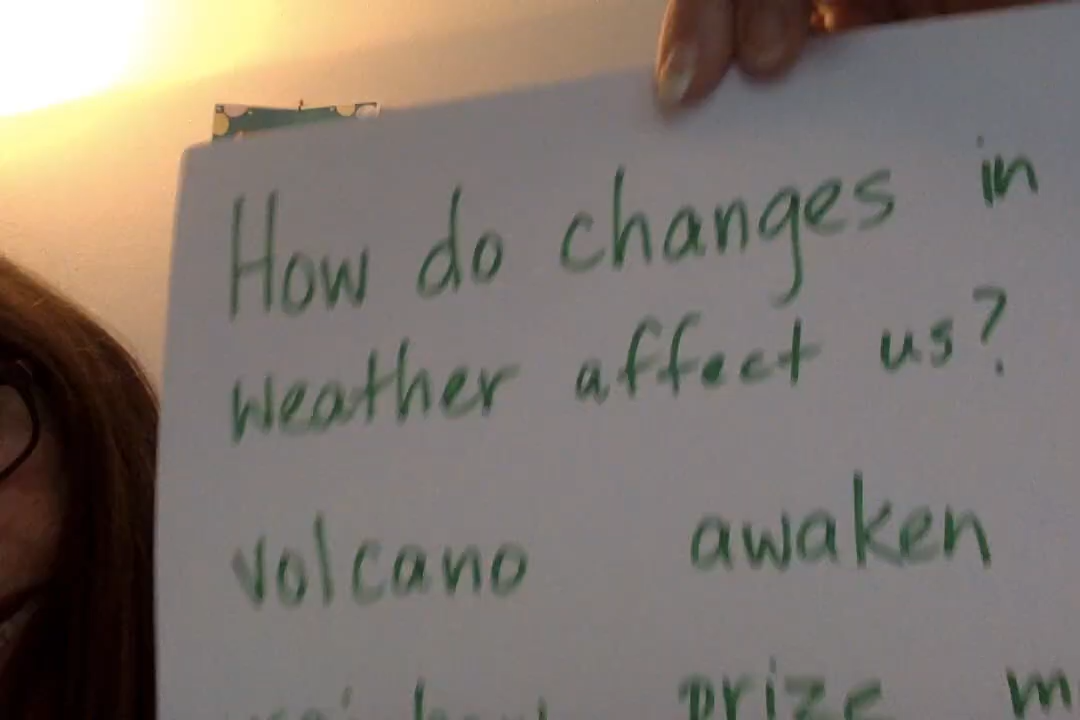 How do changes in
weather affect us?
volcano awaken
prize